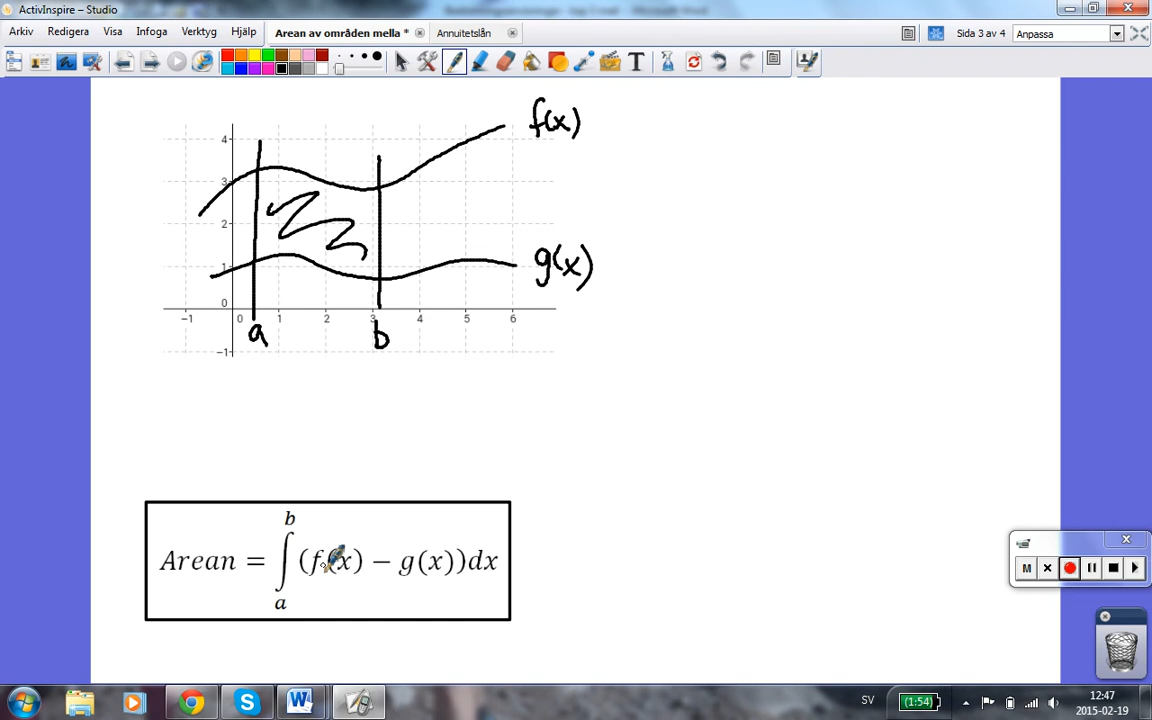 ActivInspire – Studio
Arkiv Redigera Visa Infoga Verktyg Hjälp
Arean av områden mella * Annuitetslån
Sida 3 av 4 Anpassa
f(x)
4
3
2
1
g(x)
0
−1 0 1 2 3 4 5 6
a b
−1
b
Arean = ∫ (f(x) − g(x))dx
a
M
SV (1:54) 12:47
2015-02-19